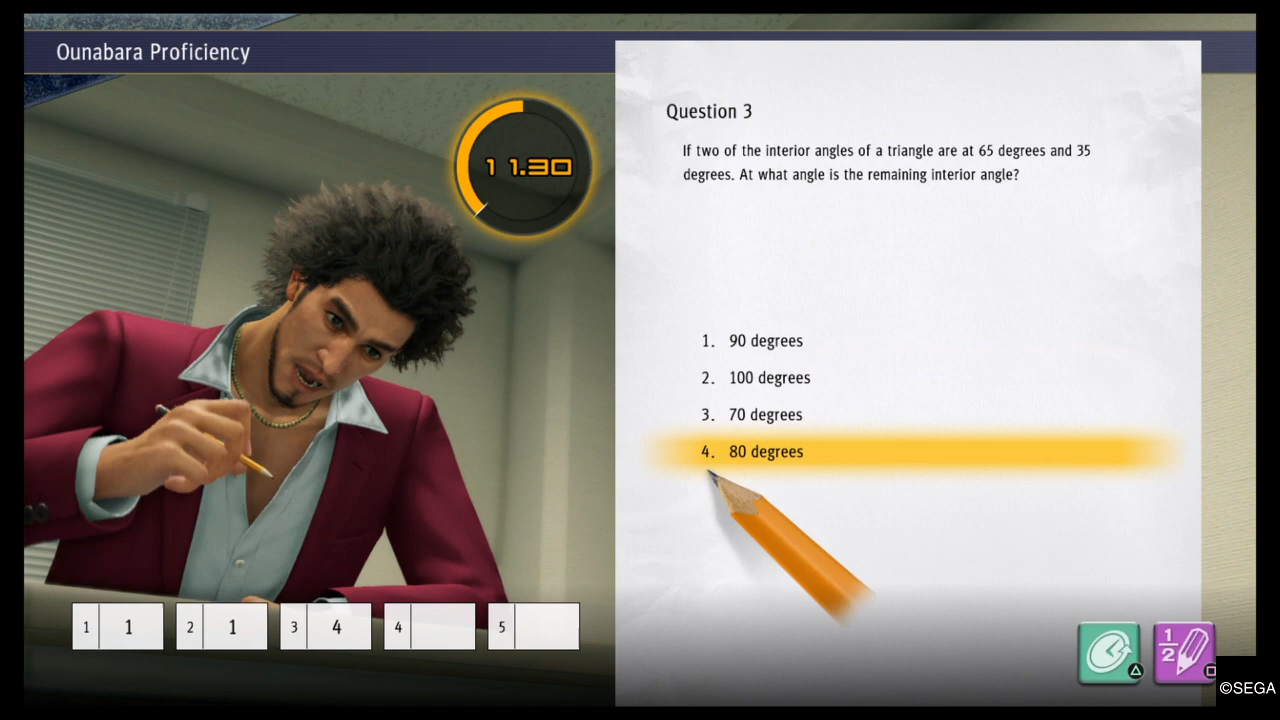 Ounabara Proficiency
11.30
Question 3
If two of the interior angles of a triangle are at 65 degrees and 35
degrees. At what angle is the remaining interior angle?
1. 90 degrees
2. 100 degrees
3. 70 degrees
4. 80 degrees
1 1 2 1 3 4 4 5
1/2
©SEGA